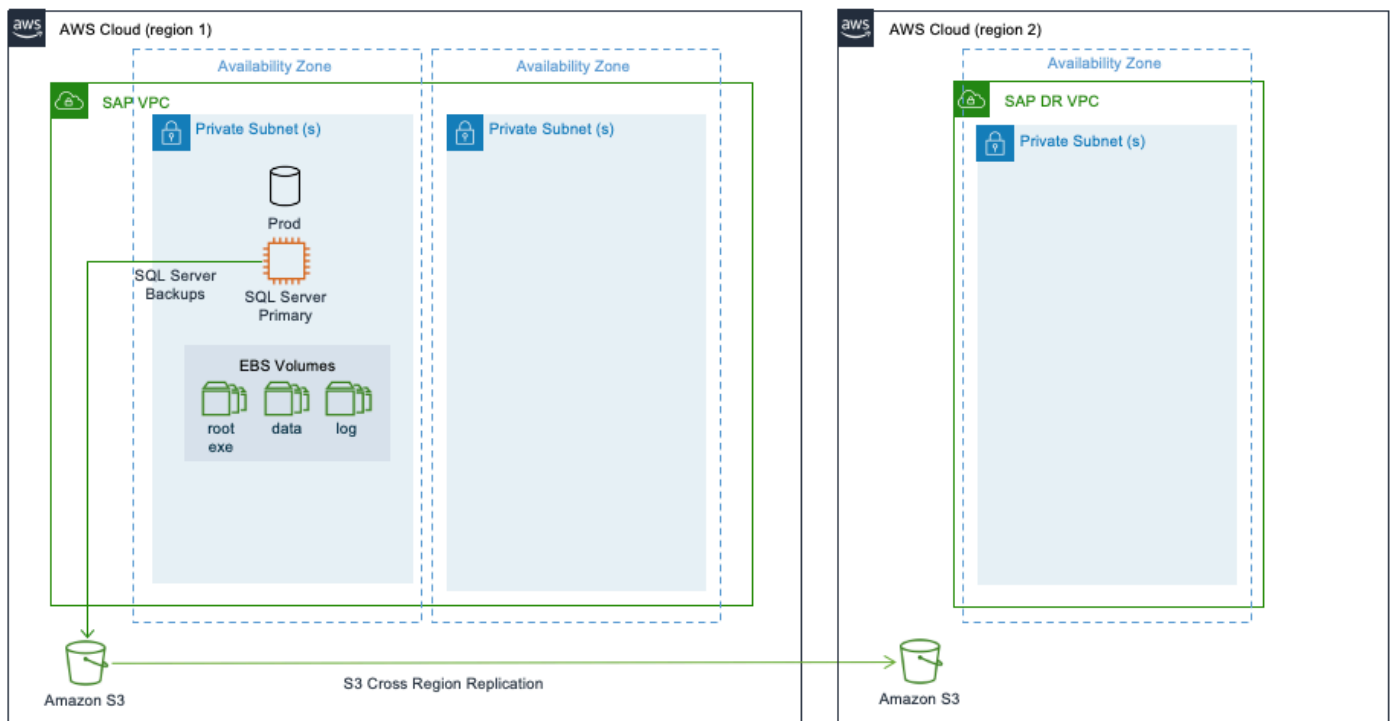 aws
AWS Cloud (region 1)
Availability Zone
Availability Zone
SAP VPC
Private Subnet (s)
Private Subnet (s)
Prod
SQL Server
Backups
SQL Server
Primary
EBS Volumes
root
exe
data
log
Amazon S3
S3 Cross Region Replication
aws
AWS Cloud (region 2)
Availability Zone
SAP DR VPC
Private Subnet (s)
Amazon S3